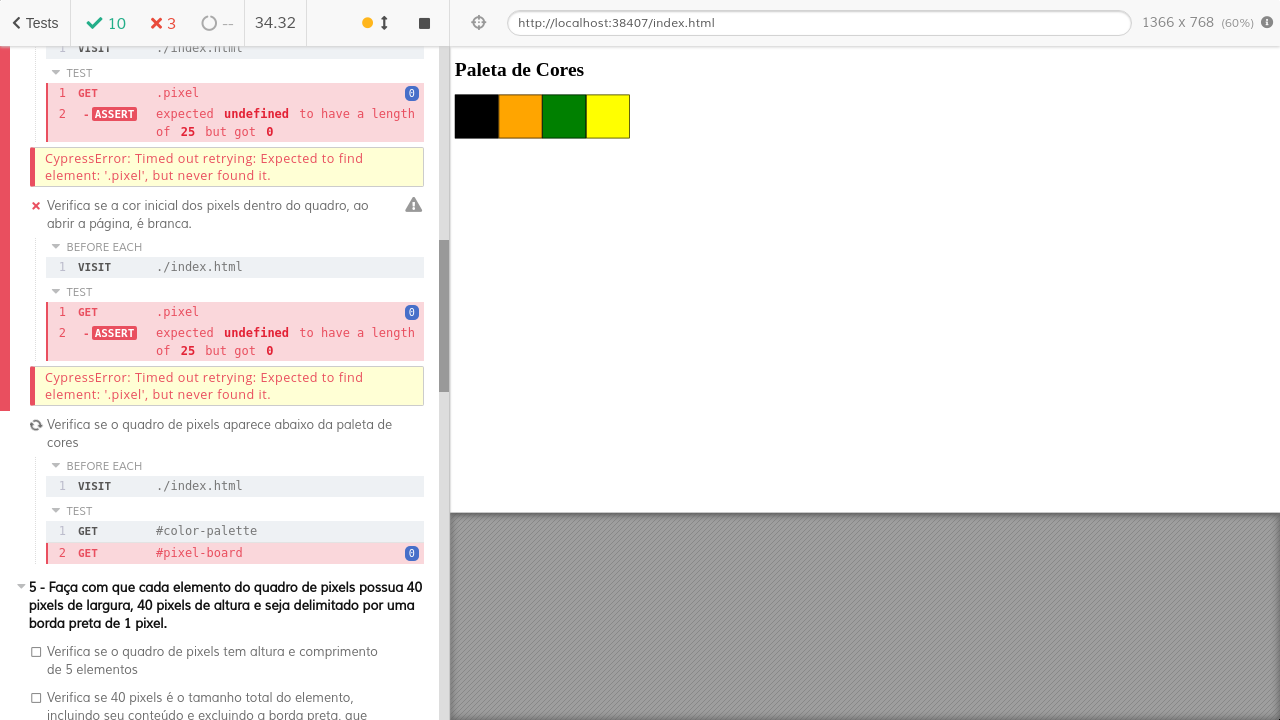 Tests 10 3 -- 34.32
http://localhost:38407/index.html 1366 x 768 (60%)
1 VISIT ./index.html
TEST
1 GET .pixel 0
2 -ASSERT expected undefined to have a length
of 25 but got 0
CypressError: Timed out retrying: Expected to find
element: '.pixel', but never found it.
Verifica se a cor inicial dos pixels dentro do quadro, ao
abrir a página, é branca.
BEFORE EACH
1 VISIT ./index.html
TEST
1 GET .pixel 0
2 -ASSERT expected undefined to have a length
of 25 but got 0
CypressError: Timed out retrying: Expected to find
element: '.pixel', but never found it.
Verifica se o quadro de pixels aparece abaixo da paleta de
cores
BEFORE EACH
1 VISIT ./index.html
TEST
1 GET #color-palette
2 GET #pixel-board 0
5 - Faça com que cada elemento do quadro de pixels possua 40
pixels de largura, 40 pixels de altura e seja delimitado por uma
borda preta de 1 pixel.
Verifica se o quadro de pixels tem altura e comprimento
de 5 elementos
Verifica se 40 pixels é o tamanho total do elemento,
incluindo seu conteúdo e excluindo a borda preta, que
Paleta de Cores